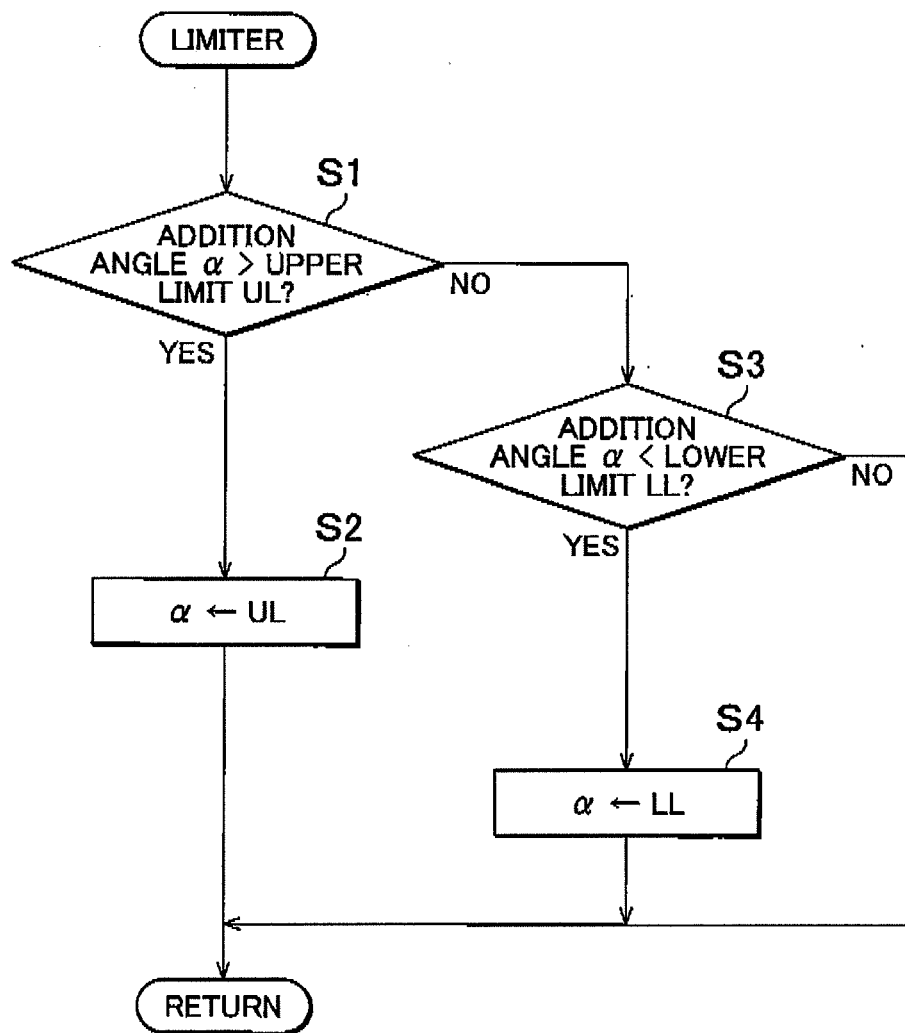 LIMITER
S1
ADDITION
ANGLE α > UPPER
LIMIT UL?
NO
YES
S3
ADDITION
ANGLE α < LOWER
LIMIT LL?
NO
YES
S2
α ← UL
S4
α ← LL
RETURN